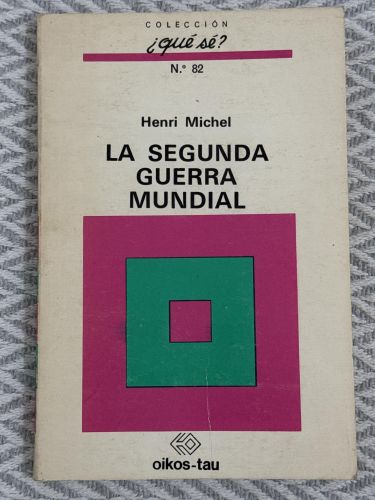 COLECCIÓN
¿qué sé?
N.º 82
Henri Michel
LA SEGUNDA
GUERRA
MUNDIAL
oikos-tau